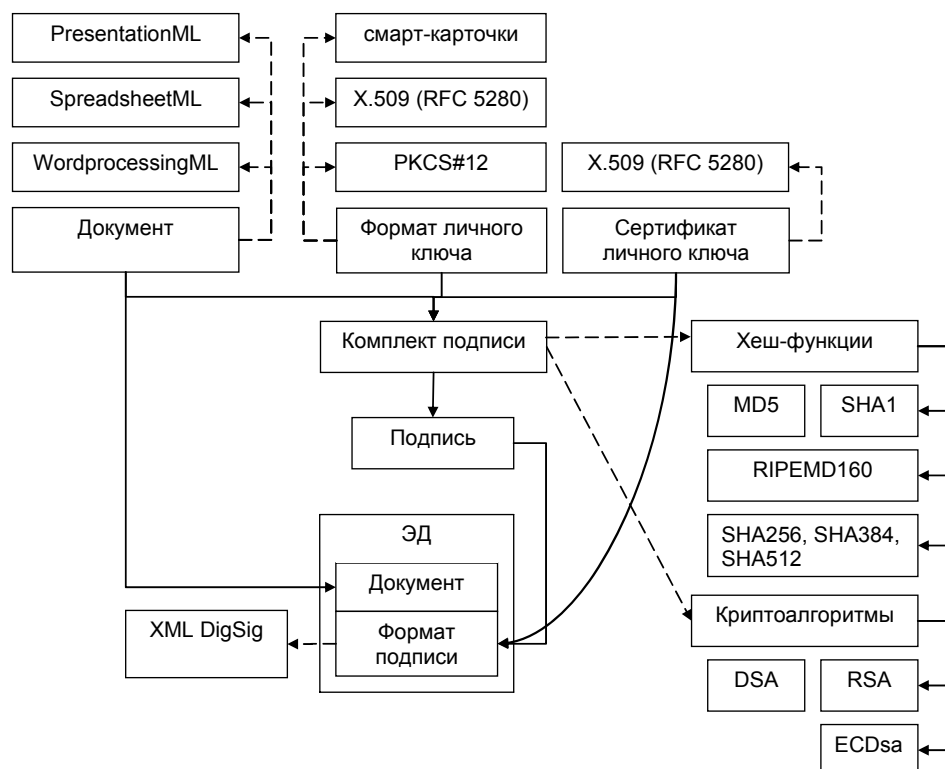 PresentationML
смарт-карточки
SpreadsheetML
X.509 (RFC 5280)
WordprocessingML
PKCS#12
X.509 (RFC 5280)
Документ
Формат личного
ключа
Сертификат
личного ключа
Комплект подписи
Хеш-функции
MD5
SHA1
Подпись
RIPEMD160
SHA256, SHA384,
SHA512
ЭД
Документ
Формат
подписи
XML DigSig
Криптоалгоритмы
DSA
RSA
ECDsa